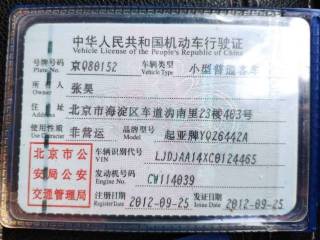 中华人民共和国机动车行驶证
Vehicle License of the People's Republic of China
号牌号码 京Q80152 车辆类型 小型普通客车
Plate No. Vehicle Type
所有人 张昊
Owner
住址 北京市海淀区车道沟南里23楼403号
Address
使用性质 非营运 品牌型号 起亚牌YQZ6442A
Use Character Model
北京市公
安局公安
交通管理局
车辆识别代号 LJDJAA14XC0124465
VIN
发动机号码 CW114039
Engine No.
注册日期 2012-09-25 发证日期 2012-09-25
Register Date Issue Date